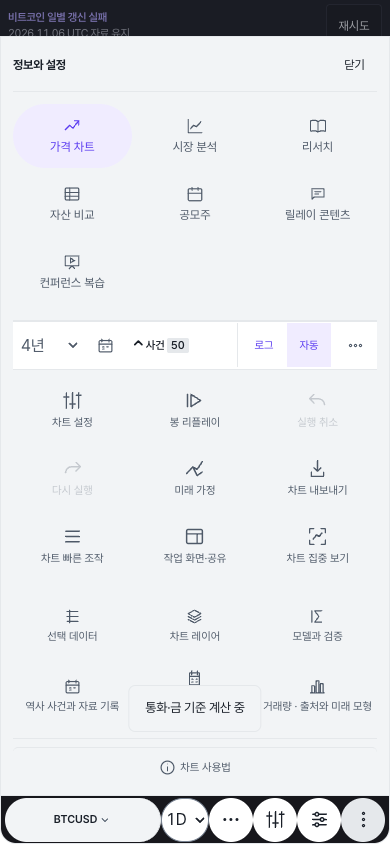 비트코인 일별 갱신 실패
2026.11.06 UTC 자료 유지
재시도
정보와 설정
닫기
가격 차트
시장 분석
리서치
자산 비교
공모주
릴레이 콘텐츠
컨퍼런스 복습
4년
사건 50
로그
자동
차트 설정
봉 리플레이
실행 취소
다시 실행
미래 가정
차트 내보내기
차트 빠른 조작
작업 화면·공유
차트 집중 보기
선택 데이터
차트 레이어
모델과 검증
역사 사건과 자료 기록
통화·금 기준 계산 중
거래량 · 출처와 미래 모형
차트 사용법
BTCUSD
1D